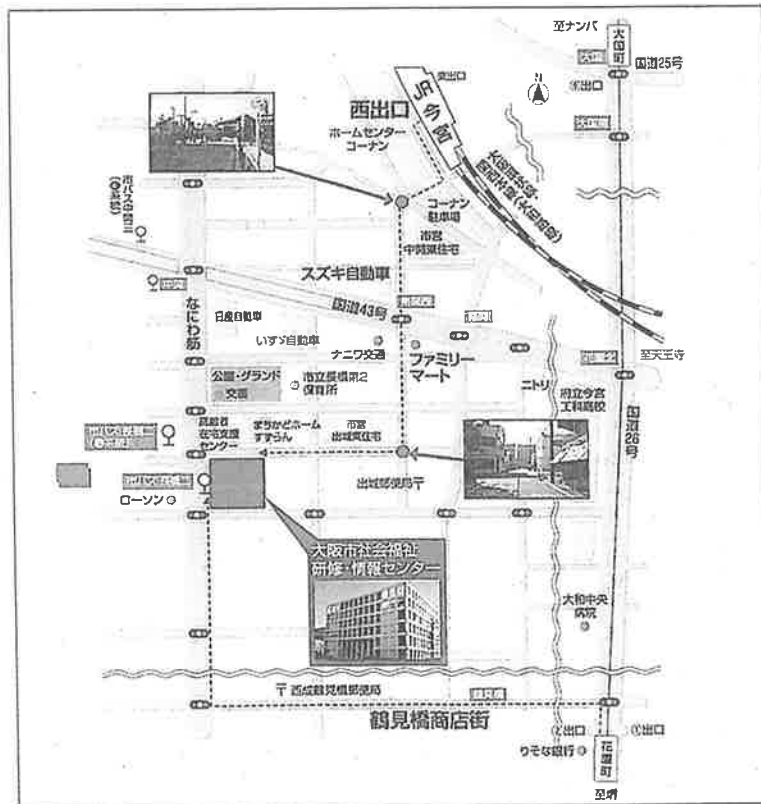 至ナンバ
大国町
国道25号
④出口
N
東出口
JR今宮
西出口
ホームセンター
コーナン
コーナン
駐車場
市営
中開東住宅
スズキ自動車
国道43号
なにわ筋
日産自動車
いすゞ自動車
ナニワ交通
ファミリー
マート
至天王寺
公園・グランド
交番
市立長橋第2
保育所
ニトリ
府立今宮
工科高校
国道26号
高齢者
在宅支援
センター
まちかどホーム
すずらん
市営
出城東住宅
出城郵便局〒
ローソン
大阪市社会福祉
研修・情報センター
大和中央
病院
〒西成鶴見橋郵便局
鶴見橋
鶴見橋商店街
②出口
①出口
りそな銀行
花園町
至堺